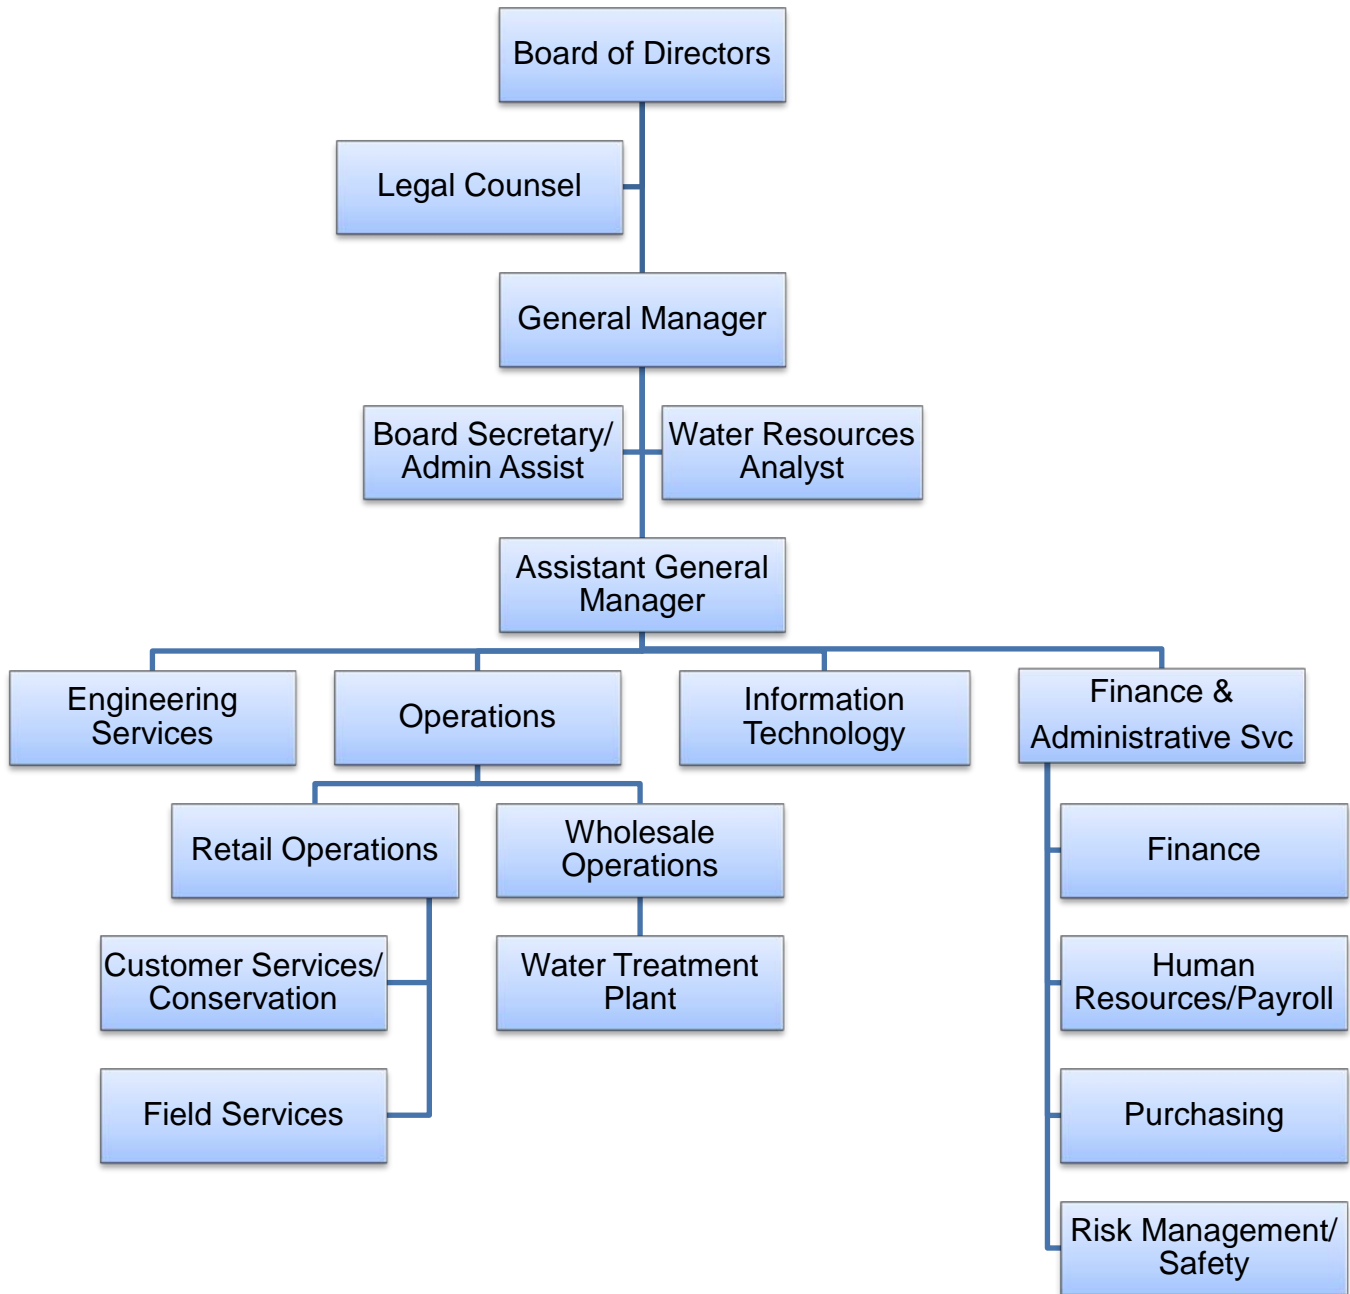 Board of Directors
Legal Counsel
General Manager
Board Secretary/
Admin Assist
Water Resources
Analyst
Assistant General
Manager
Engineering
Services
Operations
Information
Technology
Finance &
Administrative Svc
Retail Operations
Wholesale
Operations
Finance
Customer Services/
Conservation
Water Treatment
Plant
Human
Resources/Payroll
Field Services
Purchasing
Risk Management/
Safety